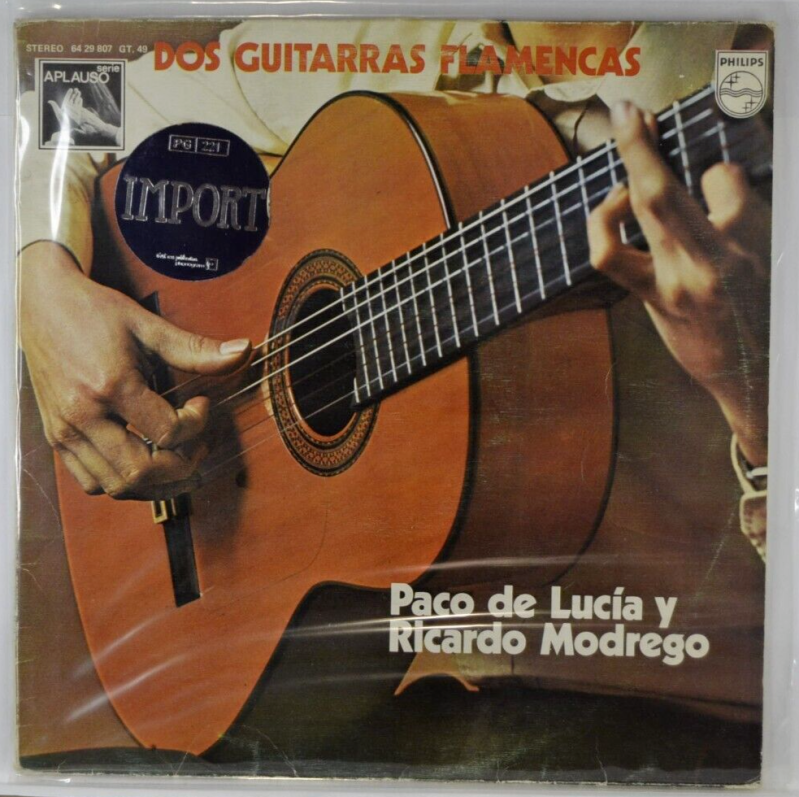 STEREO 64 29 807 GT. 49
DOS GUITARRAS FLAMENCAS
serie
APLAUSO
PHILIPS
PG 221
IMPORT
Paco de Lucía y
Ricardo Modrego